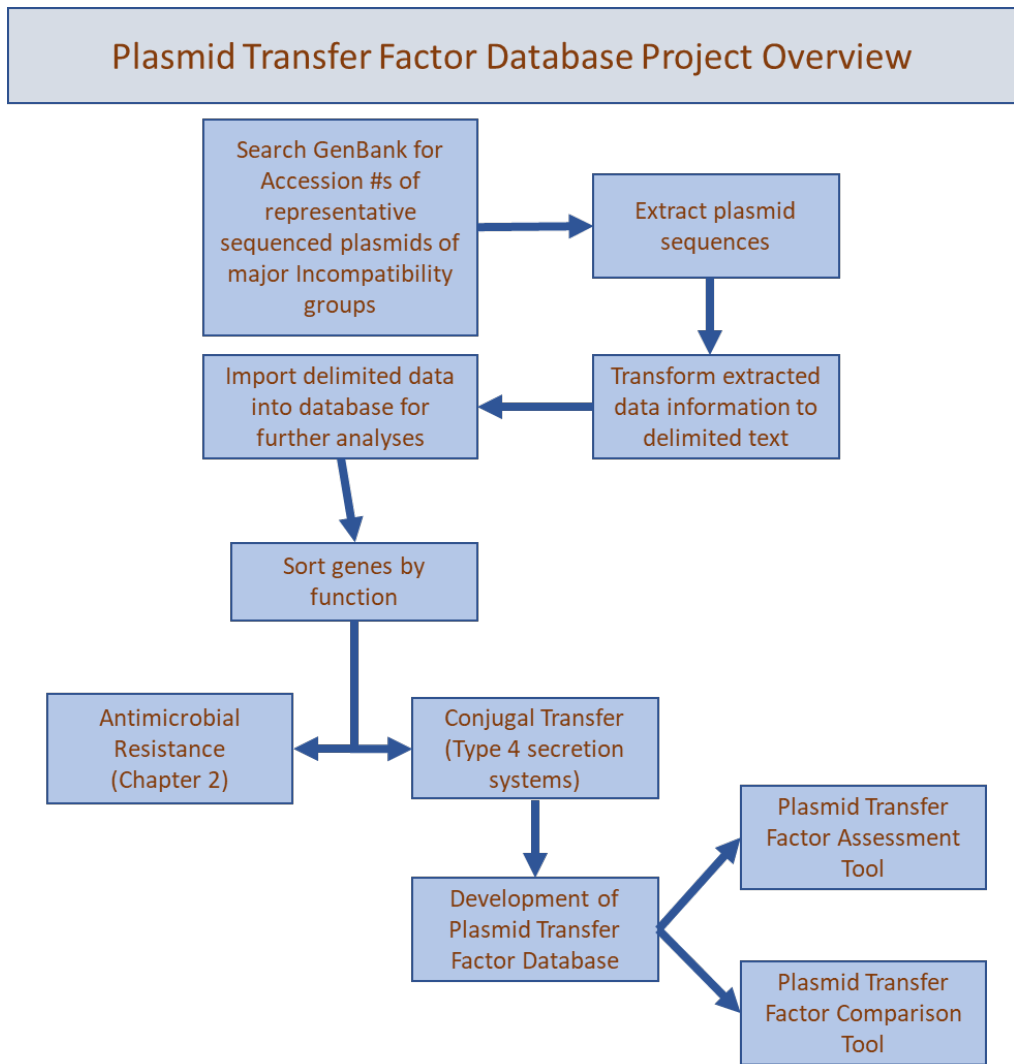 Plasmid Transfer Factor Database Project Overview
Search GenBank for
Accession #s of
representative
sequenced plasmids of
major Incompatibility
groups
Extract plasmid
sequences
Transform extracted
data information to
delimited text
Import delimited data
into database for
further analyses
Sort genes by
function
Antimicrobial
Resistance
(Chapter 2)
Conjugal Transfer
(Type 4 secretion
systems)
Development of
Plasmid Transfer
Factor Database
Plasmid Transfer
Factor Assessment
Tool
Plasmid Transfer
Factor Comparison
Tool